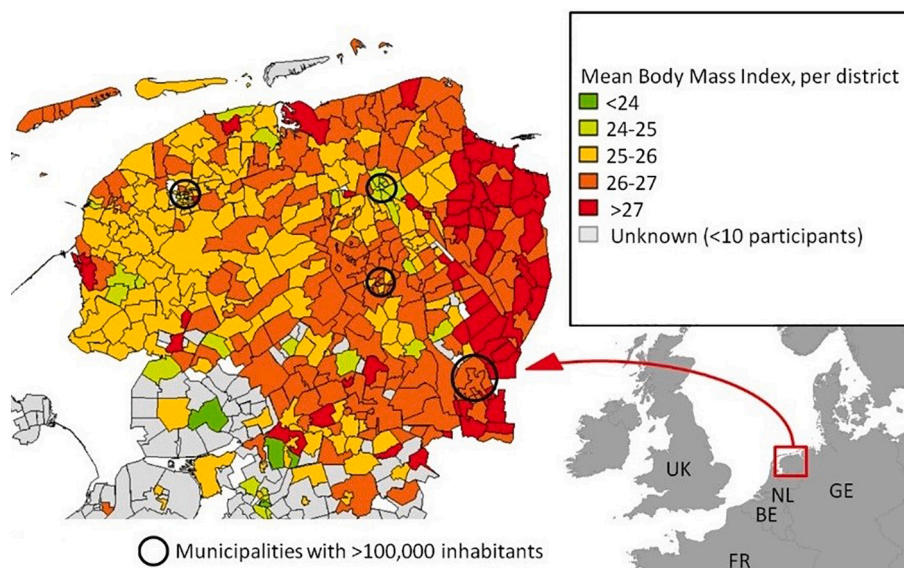 Mean Body Mass Index, per district
<24
24-25
25-26
26-27
>27
Unknown (<10 participants)
UK
NL
GE
BE
FR
Municipalities with >100,000 inhabitants